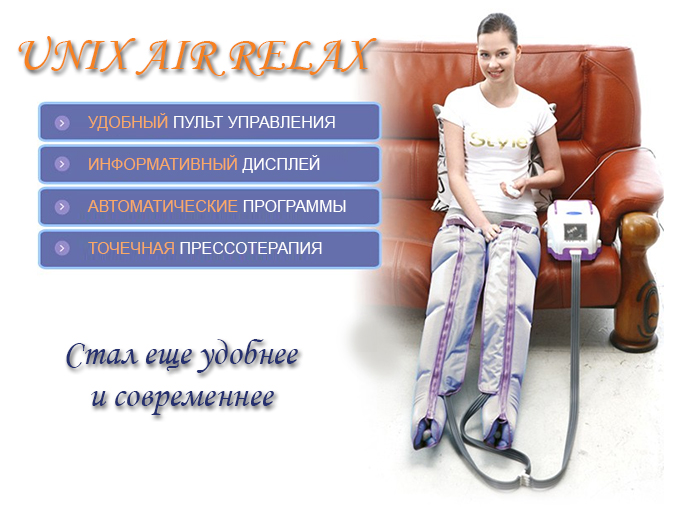 UNIX AIR RELAX
УДОБНЫЙ ПУЛЬТ УПРАВЛЕНИЯ
ИНФОРМАТИВНЫЙ ДИСПЛЕЙ
АВТОМАТИЧЕСКИЕ ПРОГРАММЫ
ТОЧЕЧНАЯ ПРЕССОТЕРАПИЯ
Style
Стал еще удобнее
и современнее